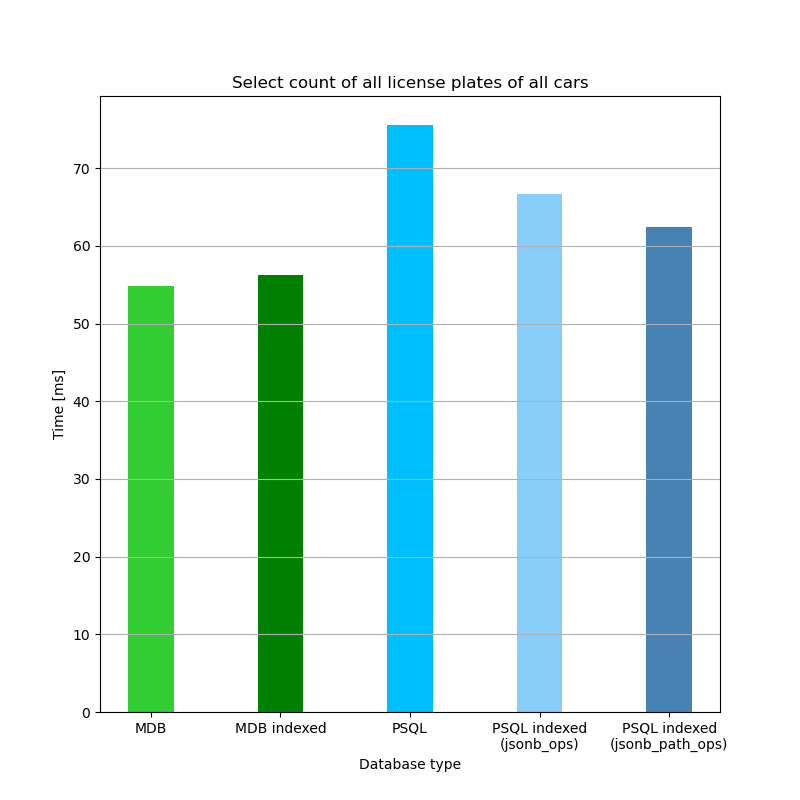 Select count of all license plates of all cars
Time [ms]
70
60
50
40
30
20
10
0
MDB
MDB indexed
PSQL
PSQL indexed
(jsonb_ops)
PSQL indexed
(jsonb_path_ops)
Database type